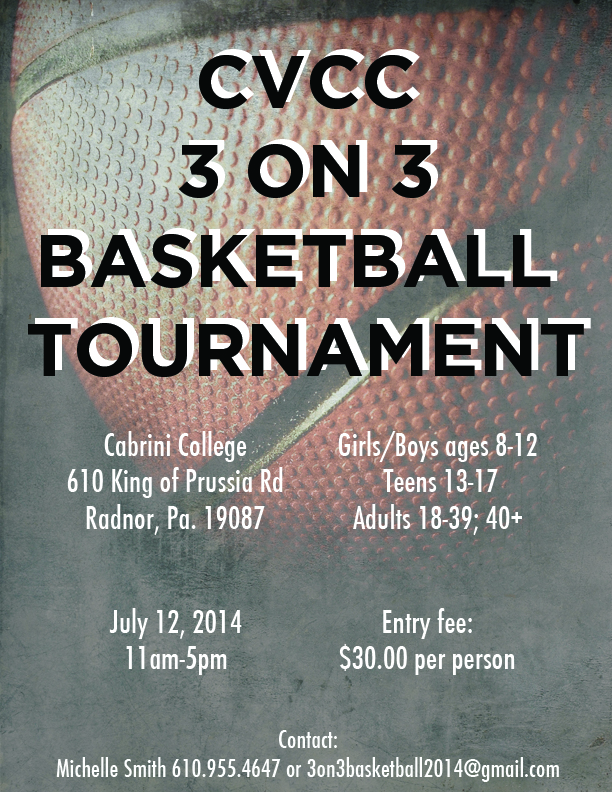 CVCC
3 ON 3
BASKETBALL
TOURNAMENT
Cabrini College
610 King of Prussia Rd
Radnor, Pa. 19087
Girls/Boys ages 8-12
Teens 13-17
Adults 18-39; 40+
July 12, 2014
11am-5pm
Entry fee:
$30.00 per person
Contact:
Michelle Smith 610.955.4647 or 3on3basketball2014@gmail.com